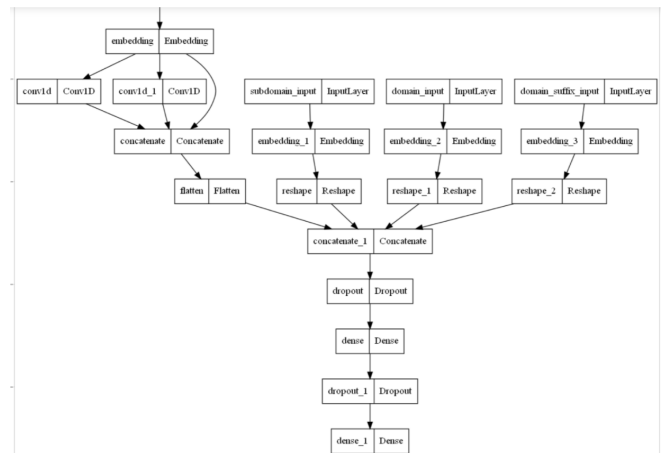 embedding Embedding
conv1d Conv1D conv1d_1 Conv1D subdomain_input InputLayer domain_input InputLayer domain_suffix_input InputLayer
concatenate Concatenate embedding_1 Embedding embedding_2 Embedding embedding_3 Embedding
flatten Flatten reshape Reshape reshape_1 Reshape reshape_2 Reshape
concatenate_1 Concatenate
dropout Dropout
dense Dense
dropout_1 Dropout
dense_1 Dense